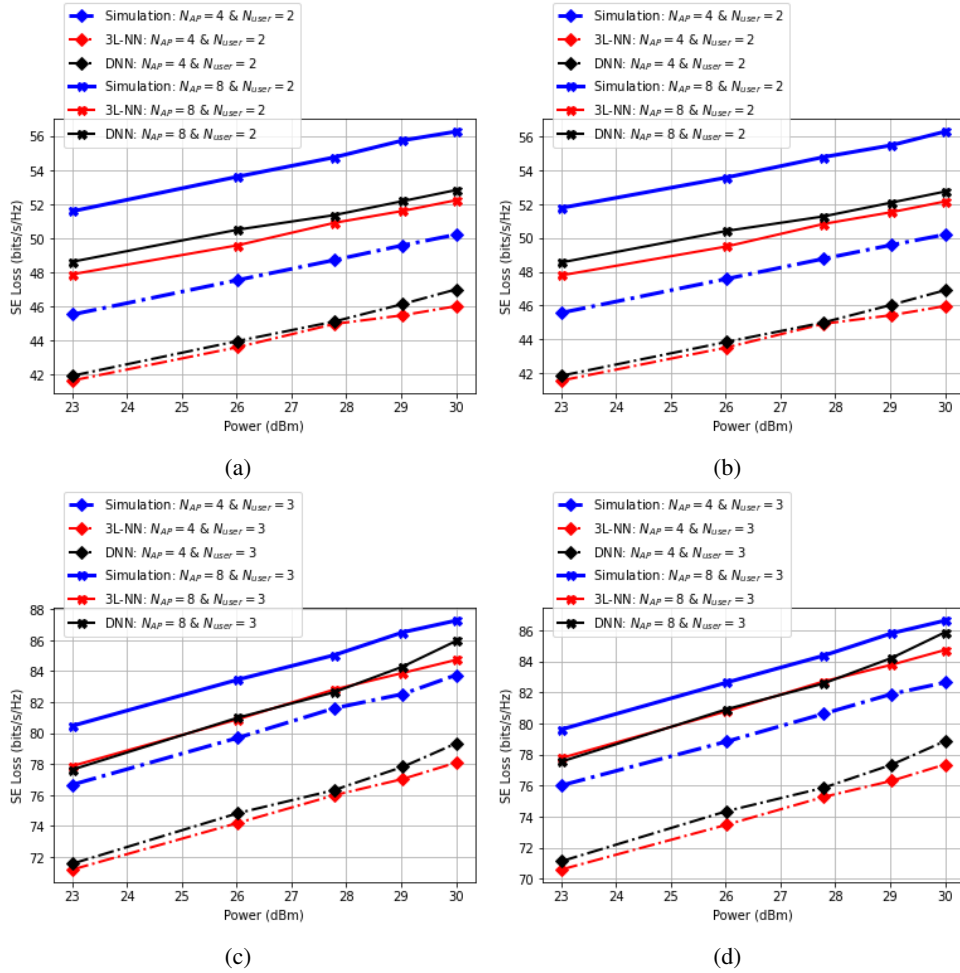 Simulation: N_AP = 4 & N_user = 2
3L-NN: N_AP = 4 & N_user = 2
DNN: N_AP = 4 & N_user = 2
Simulation: N_AP = 8 & N_user = 2
3L-NN: N_AP = 8 & N_user = 2
DNN: N_AP = 8 & N_user = 2
56
54
52
50
48
46
44
42
SE Loss (bits/s/Hz)
23 24 25 26 27 28 29 30
Power (dBm)
(a)
Simulation: N_AP = 4 & N_user = 2
3L-NN: N_AP = 4 & N_user = 2
DNN: N_AP = 4 & N_user = 2
Simulation: N_AP = 8 & N_user = 2
3L-NN: N_AP = 8 & N_user = 2
DNN: N_AP = 8 & N_user = 2
56
54
52
50
48
46
44
42
SE Loss (bits/s/Hz)
23 24 25 26 27 28 29 30
Power (dBm)
(b)
Simulation: N_AP = 4 & N_user = 3
3L-NN: N_AP = 4 & N_user = 3
DNN: N_AP = 4 & N_user = 3
Simulation: N_AP = 8 & N_user = 3
3L-NN: N_AP = 8 & N_user = 3
DNN: N_AP = 8 & N_user = 3
88
86
84
82
80
78
76
74
72
SE Loss (bits/s/Hz)
23 24 25 26 27 28 29 30
Power (dBm)
(c)
Simulation: N_AP = 4 & N_user = 3
3L-NN: N_AP = 4 & N_user = 3
DNN: N_AP = 4 & N_user = 3
Simulation: N_AP = 8 & N_user = 3
3L-NN: N_AP = 8 & N_user = 3
DNN: N_AP = 8 & N_user = 3
86
84
82
80
78
76
74
72
70
SE Loss (bits/s/Hz)
23 24 25 26 27 28 29 30
Power (dBm)
(d)